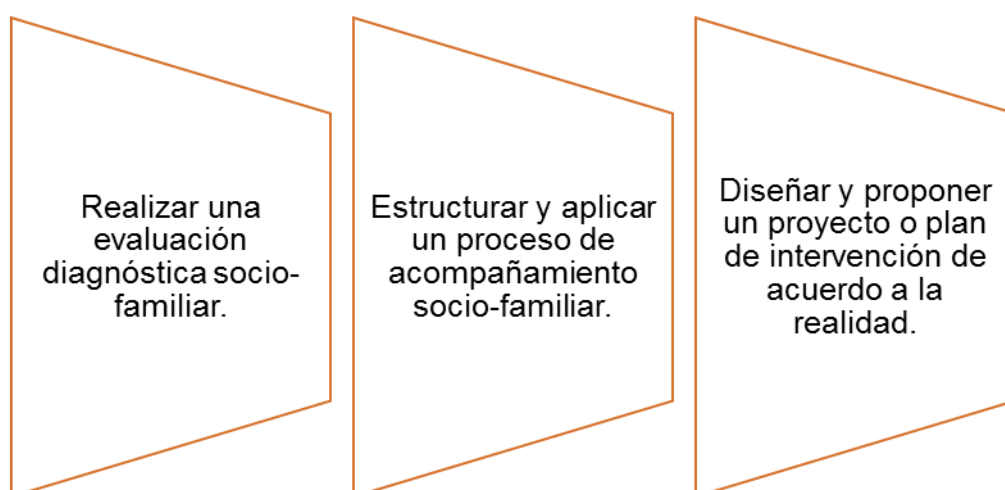 Realizar una
evaluación
diagnóstica socio-
familiar.
Estructurar y aplicar
un proceso de
acompañamiento
socio-familiar.
Diseñar y proponer
un proyecto o plan
de intervención de
acuerdo a la
realidad.